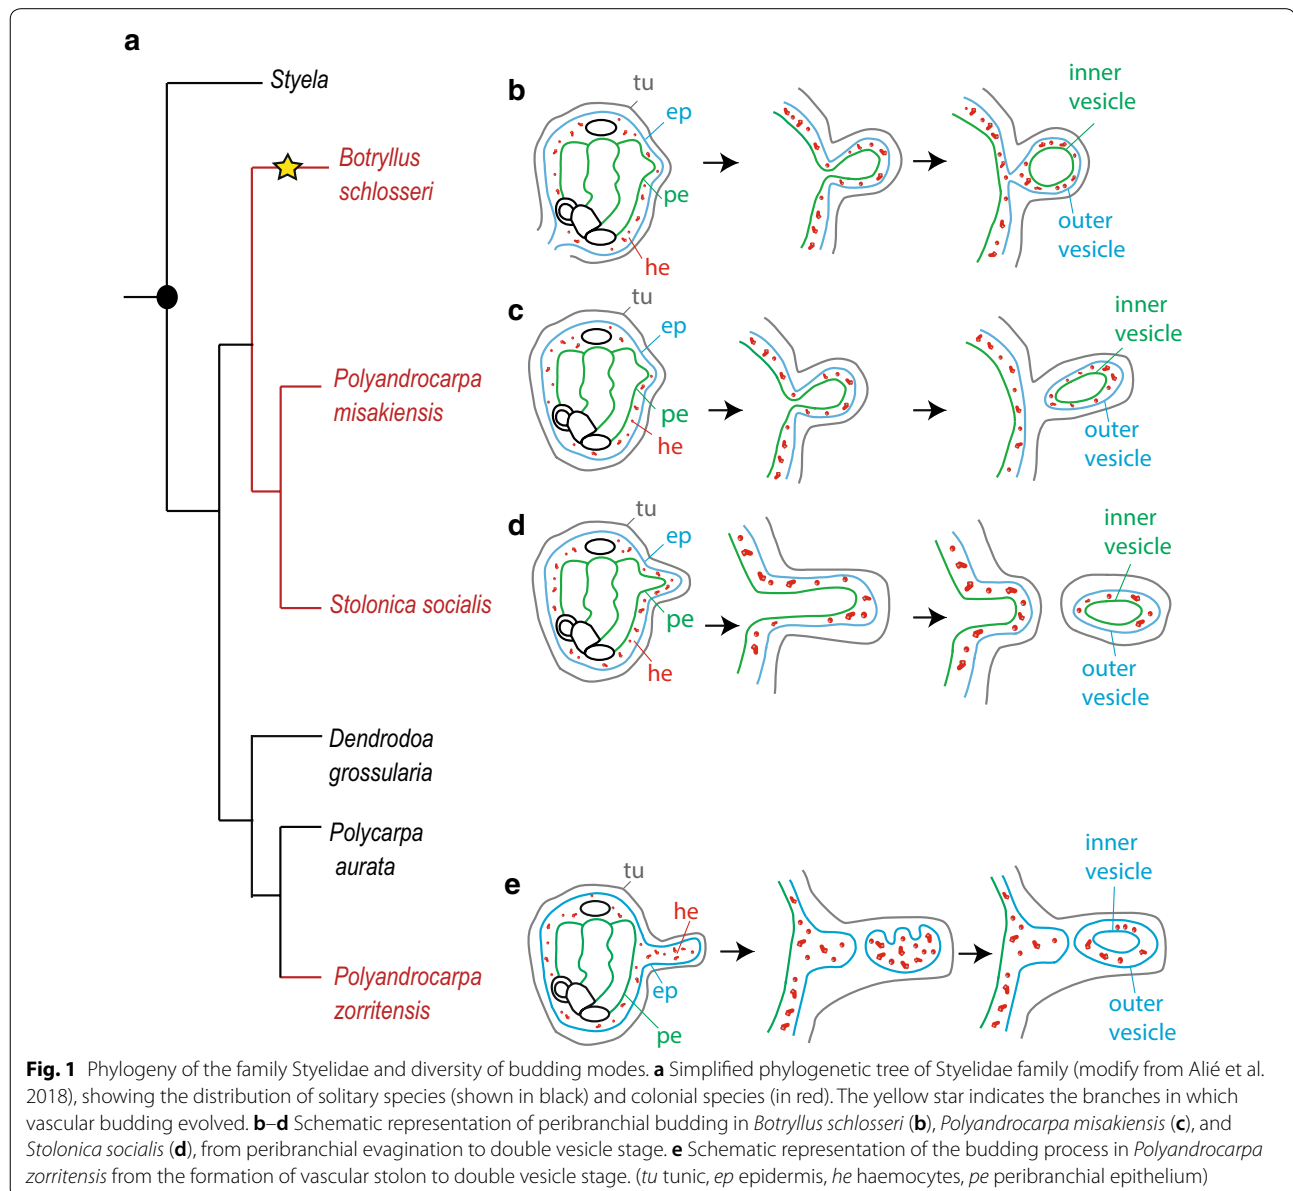 a
Styela
Botryllus
schlosseri
Polyandrocarpa
misakiensis
Stolonica socialis
Dendrodoa
grossularia
Polycarpa
aurata
Polyandrocarpa
zorritensis
b
tu
ep
pe
he
inner
vesicle
outer
vesicle
c
tu
ep
pe
he
inner
vesicle
outer
vesicle
d
tu
ep
pe
he
inner
vesicle
outer
vesicle
e
tu
he
ep
pe
inner
vesicle
outer
vesicle
Fig. 1 Phylogeny of the family Styelidae and diversity of budding modes. a Simplified phylogenetic tree of Styelidae family (modify from Alié et al.
2018), showing the distribution of solitary species (shown in black) and colonial species (in red). The yellow star indicates the branches in which
vascular budding evolved. b–d Schematic representation of peribranchial budding in Botryllus schlosseri (b), Polyandrocarpa misakiensis (c), and
Stolonica socialis (d), from peribranchial evagination to double vesicle stage. e Schematic representation of the budding process in Polyandrocarpa
zorritensis from the formation of vascular stolon to double vesicle stage. (tu tunic, ep epidermis, he haemocytes, pe peribranchial epithelium)